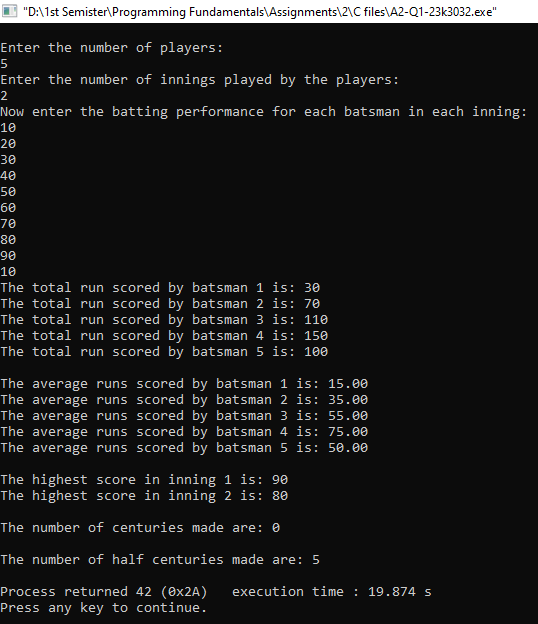 "D:\1st Semister\Programming Fundamentals\Assignments\2\C files\A2-Q1-23k3032.exe"
Enter the number of players:
5
Enter the number of innings played by the players:
2
Now enter the batting performance for each batsman in each inning:
10
20
30
40
50
60
70
80
90
10
The total run scored by batsman 1 is: 30
The total run scored by batsman 2 is: 70
The total run scored by batsman 3 is: 110
The total run scored by batsman 4 is: 150
The total run scored by batsman 5 is: 100
The average runs scored by batsman 1 is: 15.00
The average runs scored by batsman 2 is: 35.00
The average runs scored by batsman 3 is: 55.00
The average runs scored by batsman 4 is: 75.00
The average runs scored by batsman 5 is: 50.00
The highest score in inning 1 is: 90
The highest score in inning 2 is: 80
The number of centuries made are: 0
The number of half centuries made are: 5
Process returned 42 (0x2A)   execution time : 19.874 s
Press any key to continue.